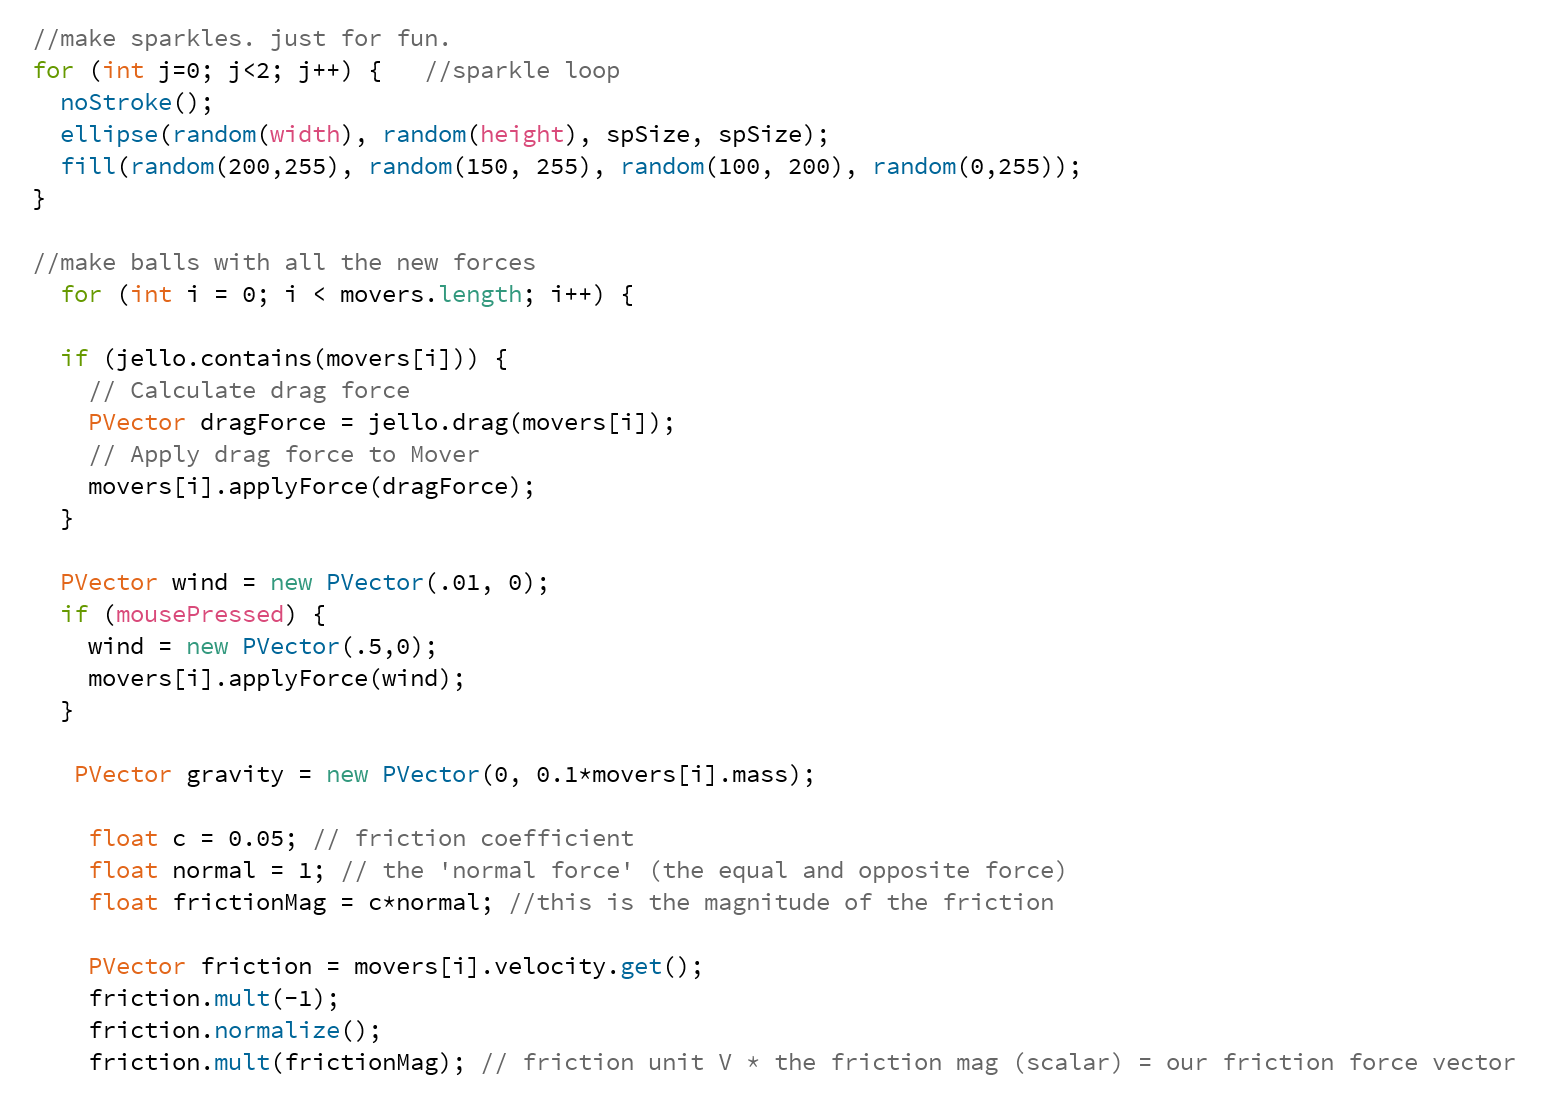 //make sparkles. just for fun.
for (int j=0; j<2; j++) {   //sparkle loop
  noStroke();
  ellipse(random(width), random(height), spSize, spSize);
  fill(random(200,255), random(150, 255), random(100, 200), random(0,255));
}

//make balls with all the new forces
  for (int i = 0; i < movers.length; i++) {

  if (jello.contains(movers[i])) {
    // Calculate drag force
    PVector dragForce = jello.drag(movers[i]);
    // Apply drag force to Mover
    movers[i].applyForce(dragForce);
  }

  PVector wind = new PVector(.01, 0);
  if (mousePressed) {
    wind = new PVector(.5,0);
    movers[i].applyForce(wind);
  }

   PVector gravity = new PVector(0, 0.1*movers[i].mass);

    float c = 0.05; // friction coefficient
    float normal = 1; // the 'normal force' (the equal and opposite force)
    float frictionMag = c*normal; //this is the magnitude of the friction

    PVector friction = movers[i].velocity.get();
    friction.mult(-1);
    friction.normalize();
    friction.mult(frictionMag); // friction unit V * the friction mag (scalar) = our friction force vector